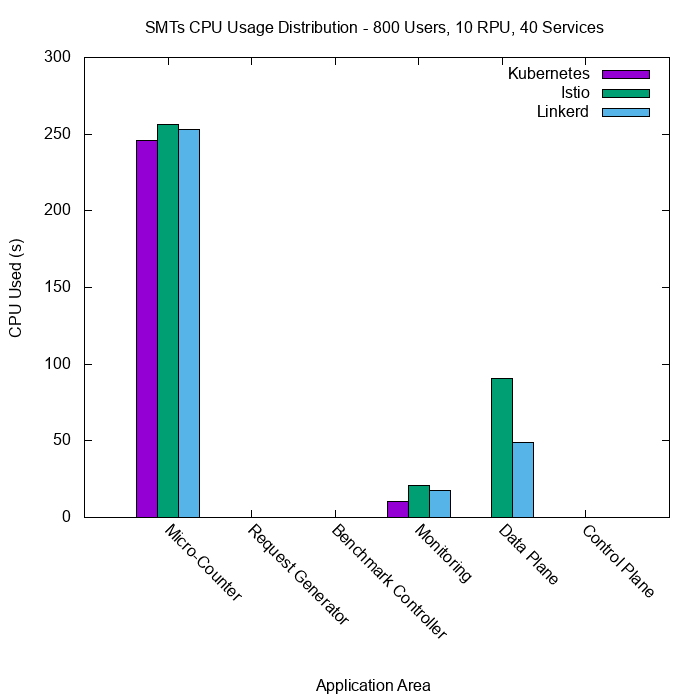 SMTs CPU Usage Distribution - 800 Users, 10 RPU, 40 Services
300
250
200
150
100
50
0
CPU Used (s)
Kubernetes
Istio
Linkerd
Micro-Counter
Request Generator
Benchmark Controller
Monitoring
Data Plane
Control Plane
Application Area